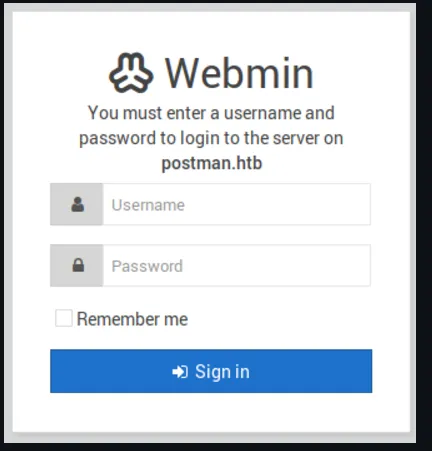 Webmin
You must enter a username and
password to login to the server on
postman.htb
Username
Password
Remember me
Sign in